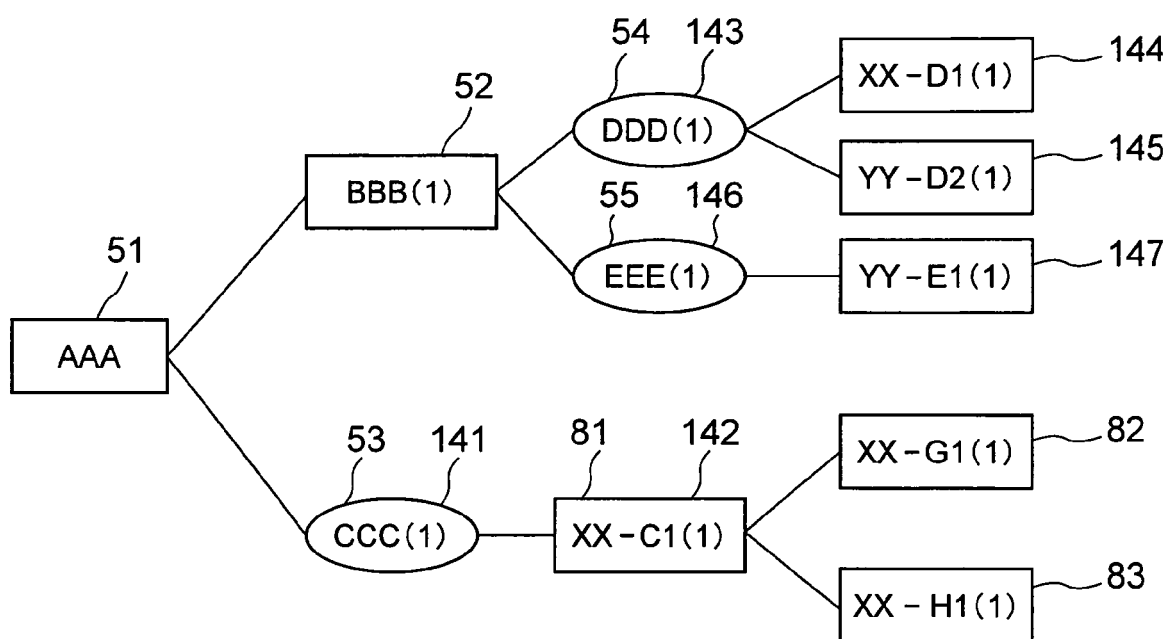 54
143
XX-D1(1)
144
52
DDD(1)
BBB(1)
YY-D2(1)
145
55
146
51
EEE(1)
YY-E1(1)
147
AAA
53
141
81
142
XX-G1(1)
82
CCC(1)
XX-C1(1)
XX-H1(1)
83